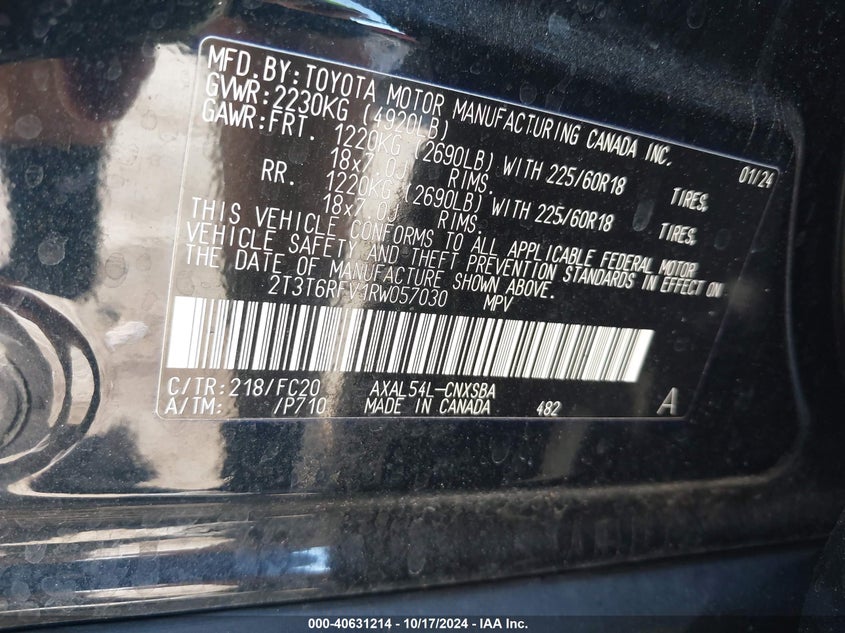 MFD.BY:TOYOTA MOTOR MANUFACTURING CANADA INC. 01/24
GVWR:2230KG (4920LB)
GAWR:FRT. 1220KG (2690LB) WITH 225/60R18 TIRES,
18x7.0J RIMS.
RR. 1220KG (2690LB) WITH 225/60R18 TIRES,
18x7.0J RIMS.
THIS VEHICLE CONFORMS TO ALL APPLICABLE FEDERAL MOTOR
VEHICLE SAFETY AND THEFT PREVENTION STANDARDS IN EFFECT ON
THE DATE OF MANUFACTURE SHOWN ABOVE.
2T3T6RFV1RW057030 MPV
C/TR:218/FC20 AXAL54L-CNXSBA
A/TM: /P710 MADE IN CANADA 482 A
000-40631214 - 10/17/2024 - IAA Inc.